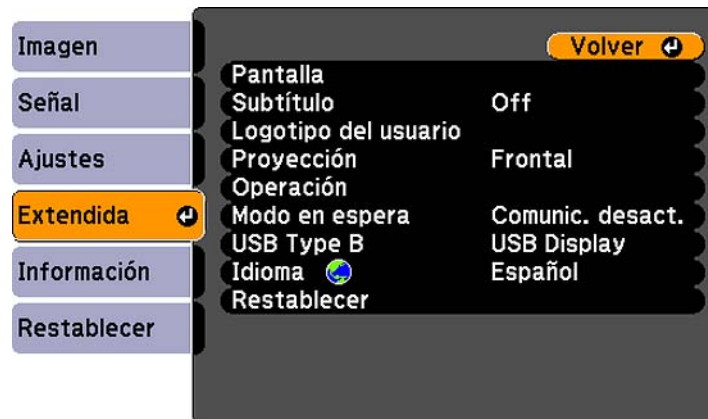 Imagen
Señal
Ajustes
Extendida
Información
Restablecer
Volver
Pantalla
Subtítulo Off
Logotipo del usuario
Proyección Frontal
Operación
Modo en espera Comunic. desact.
USB Type B USB Display
Idioma Español
Restablecer